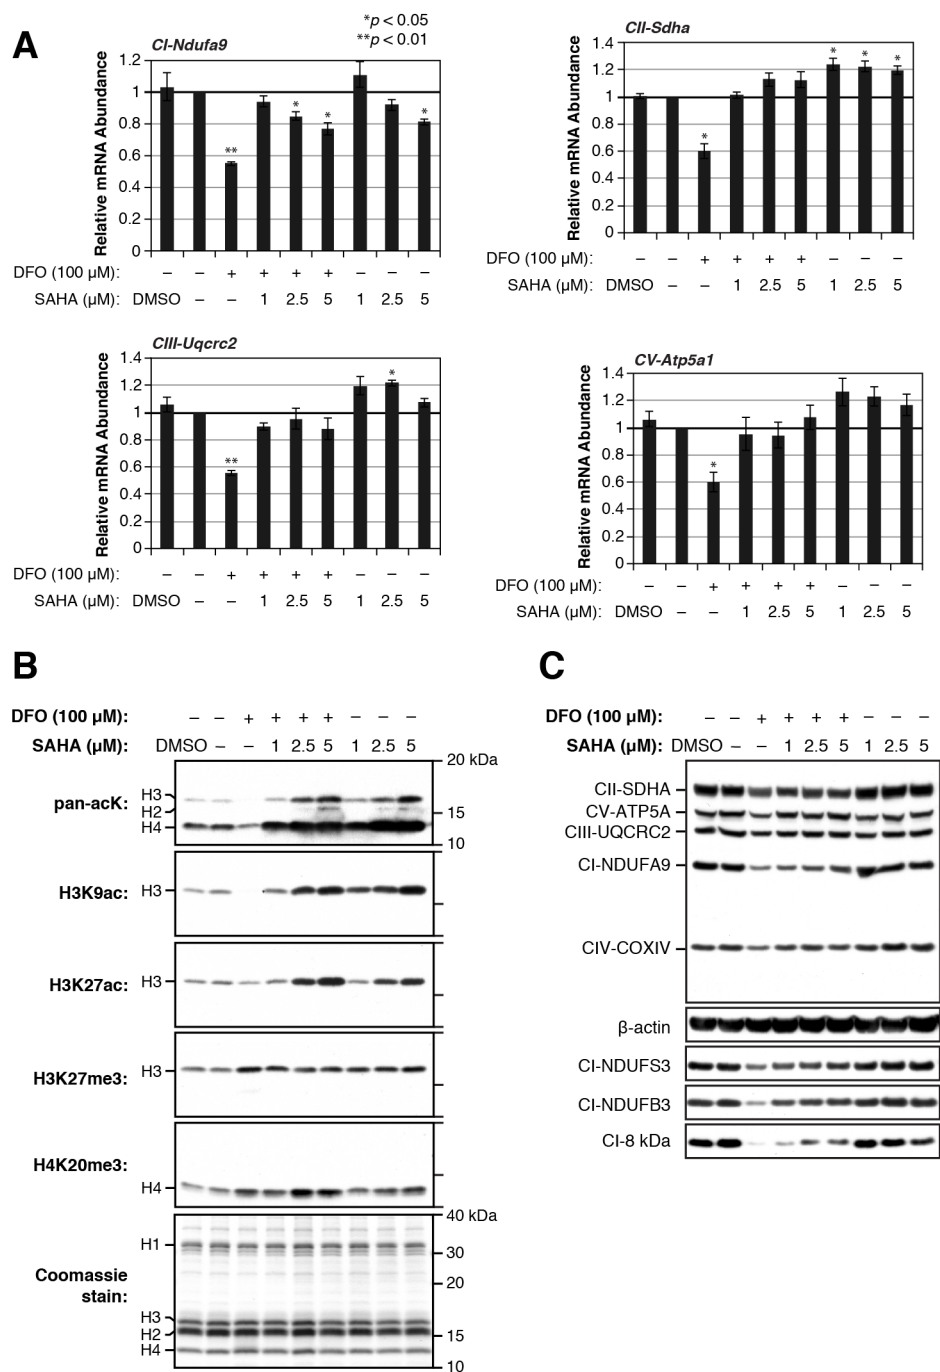 A
*p < 0.05
**p < 0.01
CI-Ndufa9
Relative mRNA Abundance
1.2
1
0.8
0.6
0.4
0.2
0
** * * *
DFO (100 µM): – – + + + + – – –
SAHA (µM): DMSO – – 1 2.5 5 1 2.5 5
CII-Sdha
Relative mRNA Abundance
1.4
1.2
1
0.8
0.6
0.4
0.2
0
* * * *
DFO (100 µM): – – + + + + – – –
SAHA (µM): DMSO – – 1 2.5 5 1 2.5 5
CIII-Uqcrc2
Relative mRNA Abundance
1.4
1.2
1
0.8
0.6
0.4
0.2
0
** *
DFO (100 µM): – – + + + + – – –
SAHA (µM): DMSO – – 1 2.5 5 1 2.5 5
CV-Atp5a1
Relative mRNA Abundance
1.4
1.2
1
0.8
0.6
0.4
0.2
0
*
DFO (100 µM): – – + + + + – – –
SAHA (µM): DMSO – – 1 2.5 5 1 2.5 5
B
DFO (100 µM): – – + + + + – – –
SAHA (µM): DMSO – – 1 2.5 5 1 2.5 5
20 kDa
pan-acK: H3
H2
15
H4
10
H3K9ac: H3
H3K27ac: H3
H3K27me3: H3
H4K20me3:
H4
40 kDa
H1
30
Coomassie
stain:
20
H3
H2
15
H4
10
C
DFO (100 µM): – – + + + + – – –
SAHA (µM): DMSO – – 1 2.5 5 1 2.5 5
CII-SDHA
CV-ATP5A
CIII-UQCRC2
CI-NDUFA9
CIV-COXIV
β-actin
CI-NDUFS3
CI-NDUFB3
CI-8 kDa